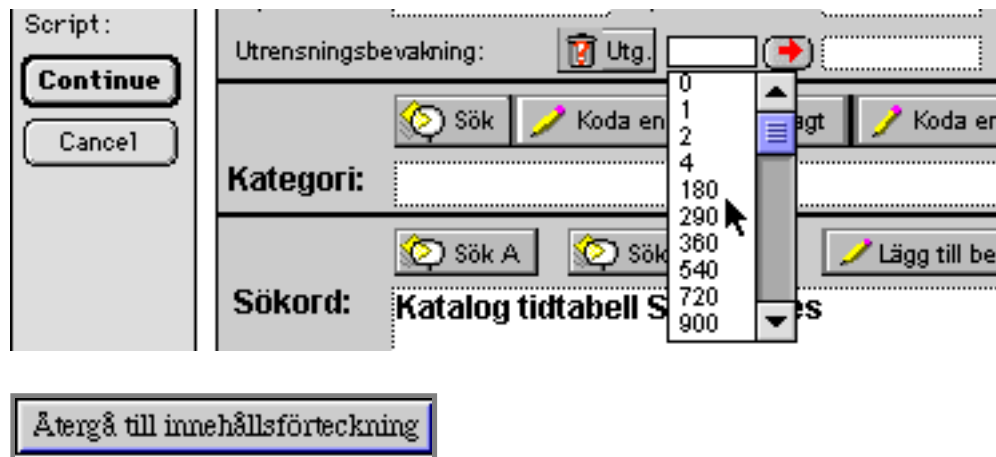 Script:
Continue
Cancel
Utrensningsbevakning: Utg.
0
1
2
4
180
290
360
540
720
900
Sök Koda en agt Koda en
Kategori:
Sök A Sök Lägg till be
Sökord: Katalog tidtabell S es
Återgå till innehållsförteckning